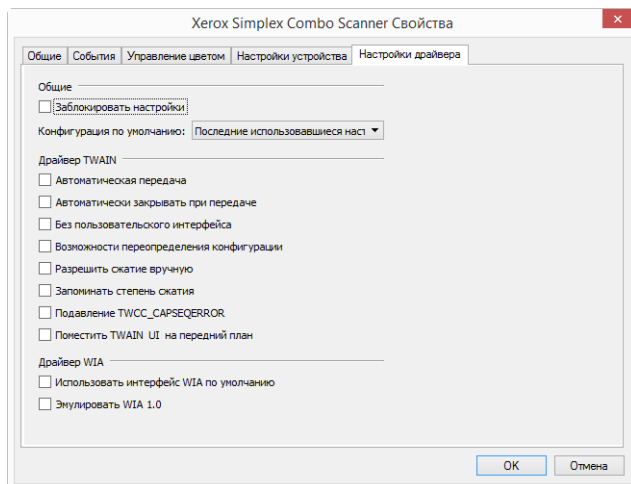 Xerox Simplex Combo Scanner Свойства
Общие События Управление цветом Настройки устройства Настройки драйвера
Общие
Заблокировать настройки
Конфигурация по умолчанию: Последние использовавшиеся наст
Драйвер TWAIN
Автоматическая передача
Автоматически закрывать при передаче
Без пользовательского интерфейса
Возможности переопределения конфигурации
Разрешить сжатие вручную
Запоминать степень сжатия
Подавление TWCC_CAPSEQERROR
Поместить TWAIN UI на передний план
Драйвер WIA
Использовать интерфейс WIA по умолчанию
Эмулировать WIA 1.0
OK Отмена